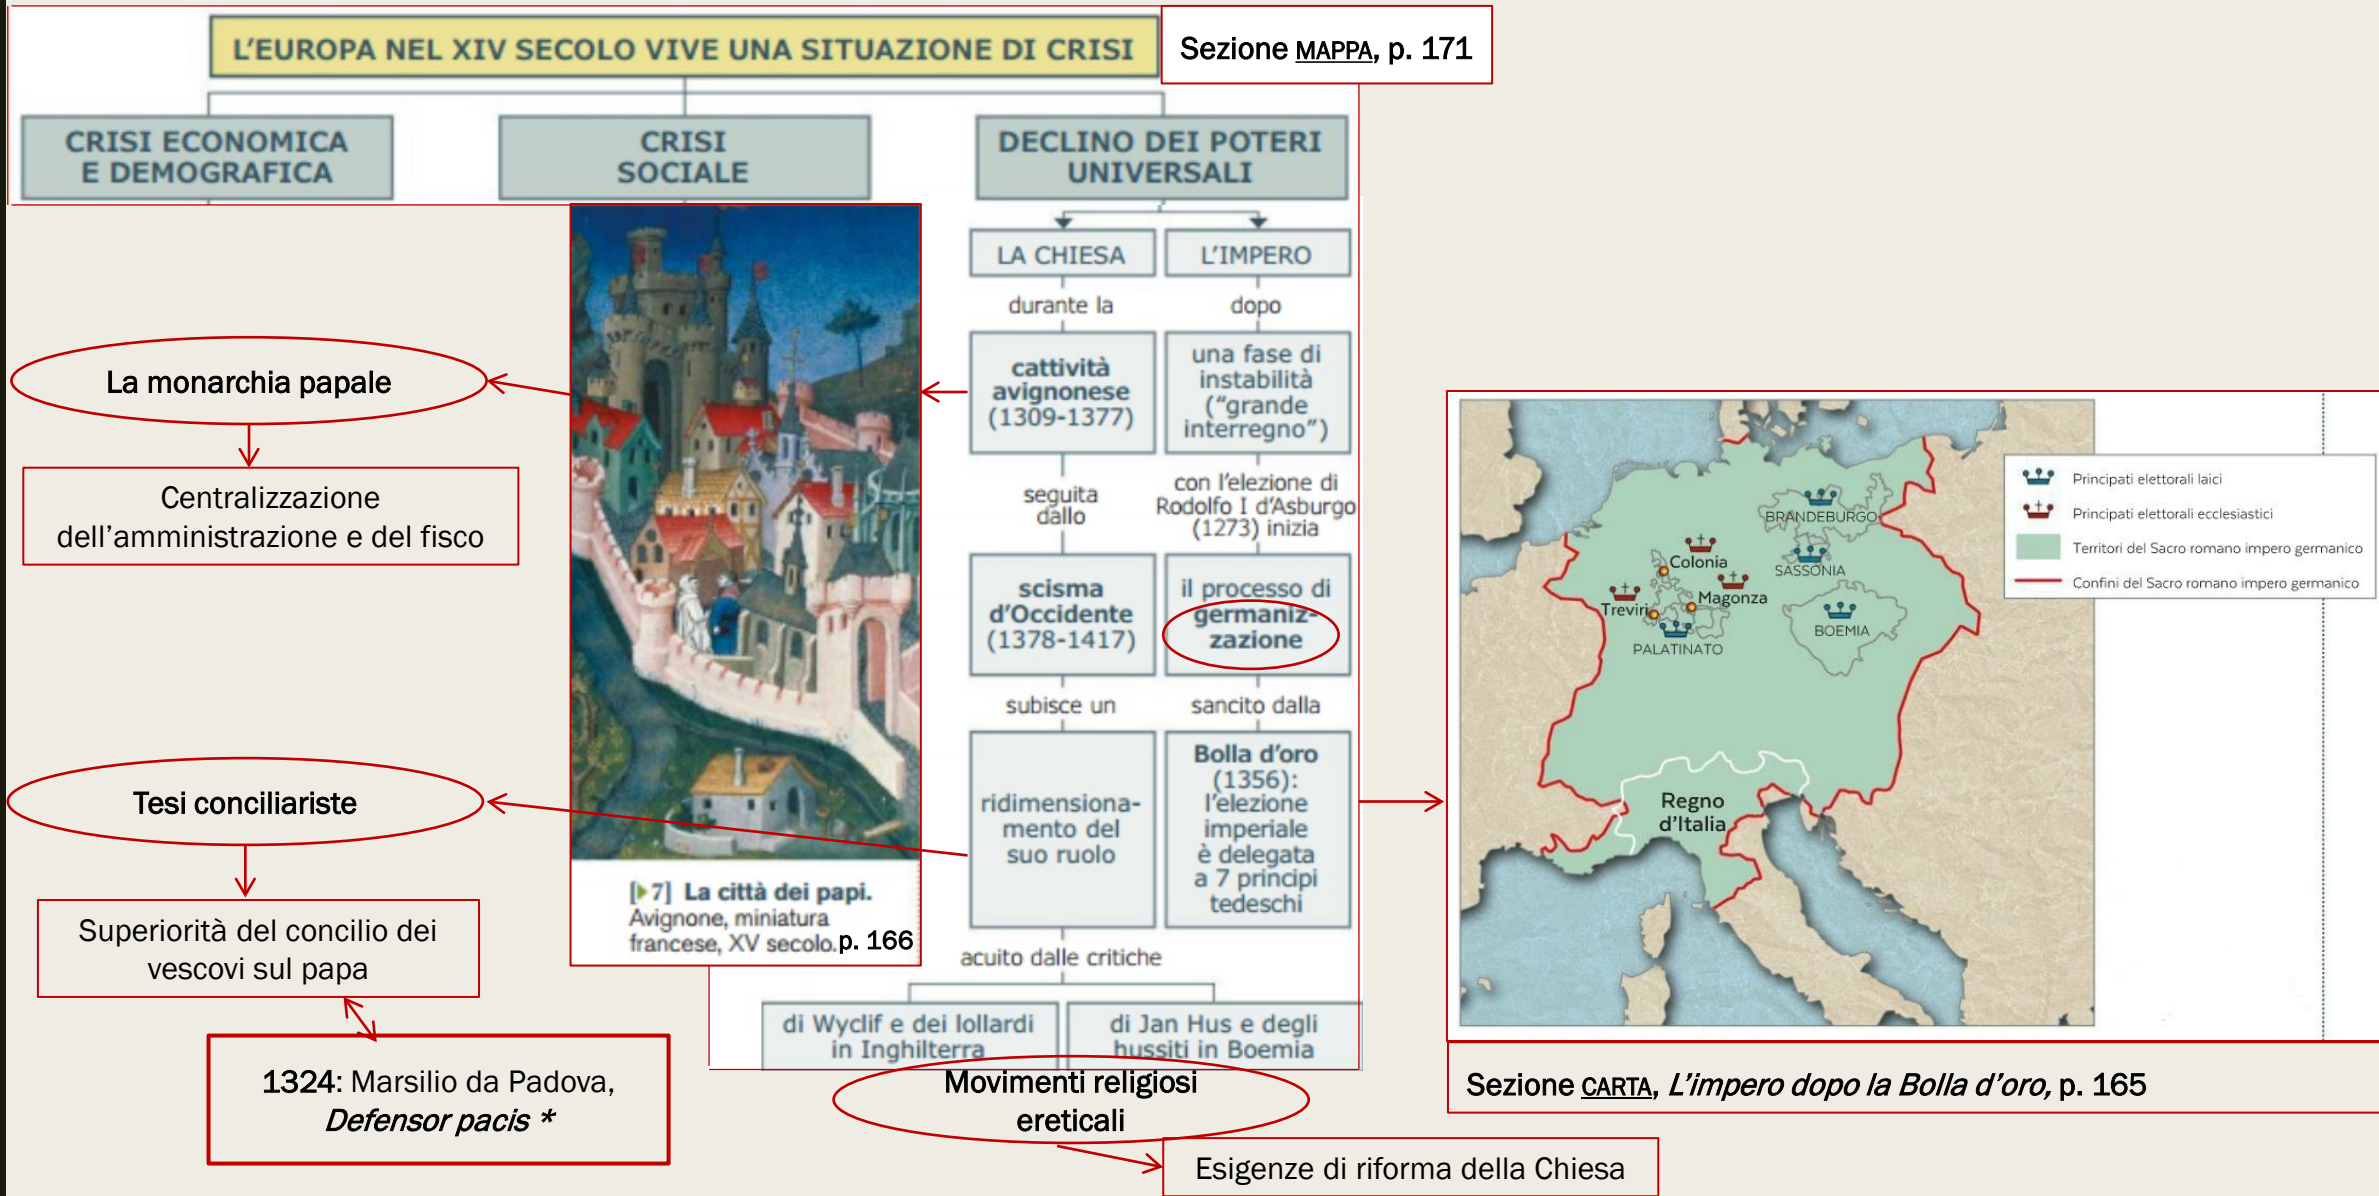 L'EUROPA NEL XIV SECOLO VIVE UNA SITUAZIONE DI CRISI
Sezione MAPPA, p. 171
CRISI ECONOMICA
E DEMOGRAFICA
CRISI
SOCIALE
DECLINO DEI POTERI
UNIVERSALI
LA CHIESA
durante la
cattività
avignonese
(1309-1377)
seguita
dallo
scisma
d'Occidente
(1378-1417)
subisce un
ridimensiona-
mento del
suo ruolo
acuito dalle critiche
di Wyclif e dei lollardi
in Inghilterra
di Jan Hus e degli
hussiti in Boemia
L'IMPERO
dopo
una fase di
instabilità
("grande
interregno")
con l'elezione di
Rodolfo I d'Asburgo
(1273) inizia
il processo di
germaniz-
zazione
sancito dalla
Bolla d'oro
(1356):
l'elezione
imperiale
è delegata
a 7 principi
tedeschi
La monarchia papale
Centralizzazione
dell'amministrazione e del fisco
Tesi conciliariste
Superiorità del concilio dei
vescovi sul papa
1324: Marsilio da Padova,
Defensor pacis *
[▶7] La città dei papi.
Avignone, miniatura
francese, XV secolo. p. 166
Movimenti religiosi
ereticali
Esigenze di riforma della Chiesa
BRANDEBURGO
SASSONIA
Colonia
Magonza
Treviri
PALATINATO
BOEMIA
Regno
d'Italia
Principati elettorali laici
Principati elettorali ecclesiastici
Territori del Sacro romano impero germanico
Confini del Sacro romano impero germanico
Sezione CARTA, L'impero dopo la Bolla d'oro, p. 165